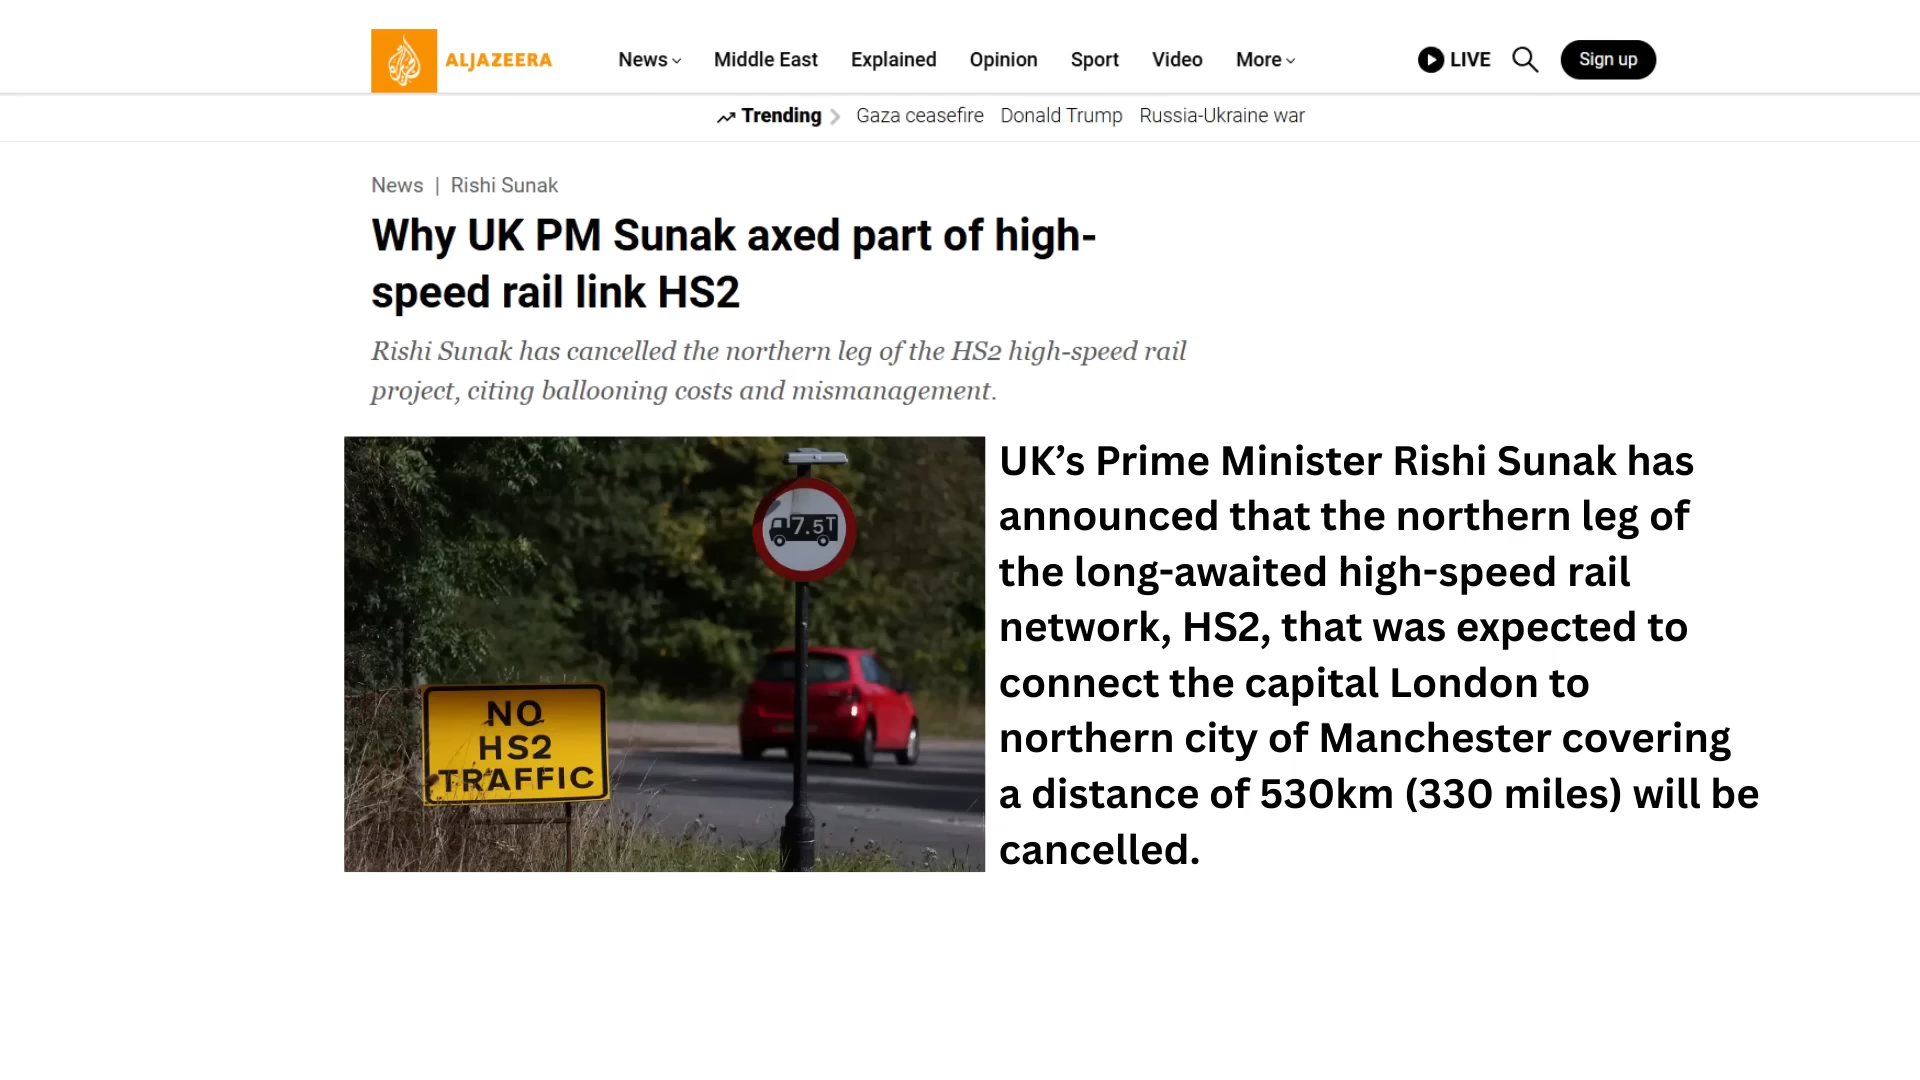 ALJAZEERA
News Middle East Explained Opinion Sport Video More LIVE Sign up
Trending Gaza ceasefire Donald Trump Russia-Ukraine war
News | Rishi Sunak
Why UK PM Sunak axed part of high-
speed rail link HS2
Rishi Sunak has cancelled the northern leg of the HS2 high-speed rail
project, citing ballooning costs and mismanagement.
7.5T
NO
HS2
TRAFFIC
UK’s Prime Minister Rishi Sunak has
announced that the northern leg of
the long-awaited high-speed rail
network, HS2, that was expected to
connect the capital London to
northern city of Manchester covering
a distance of 530km (330 miles) will be
cancelled.